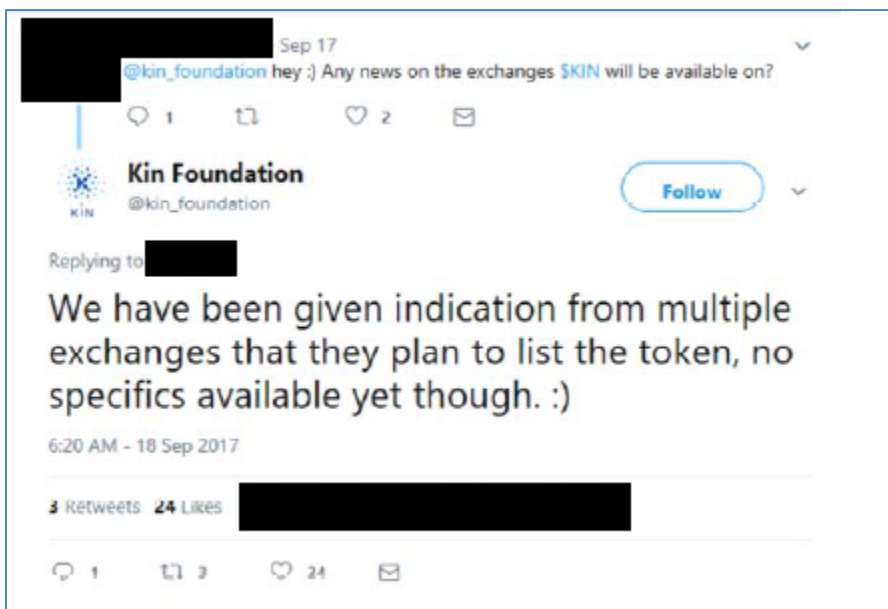 Sep 17
@kin_foundation hey :) Any news on the exchanges $KIN will be available on?
1 2
Kin Foundation
KIN
@kin_foundation
Follow
Replying to
We have been given indication from multiple
exchanges that they plan to list the token, no
specifics available yet though. :)
6:20 AM - 18 Sep 2017
3 Retweets 24 Likes
1 3 24